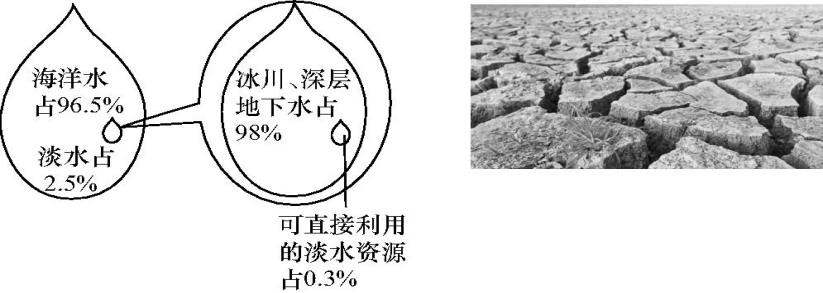 海洋水
占96.5%
淡水占
2.5%
冰川、深层
地下水占
98%
可直接利用
的淡水资源
占0.3%